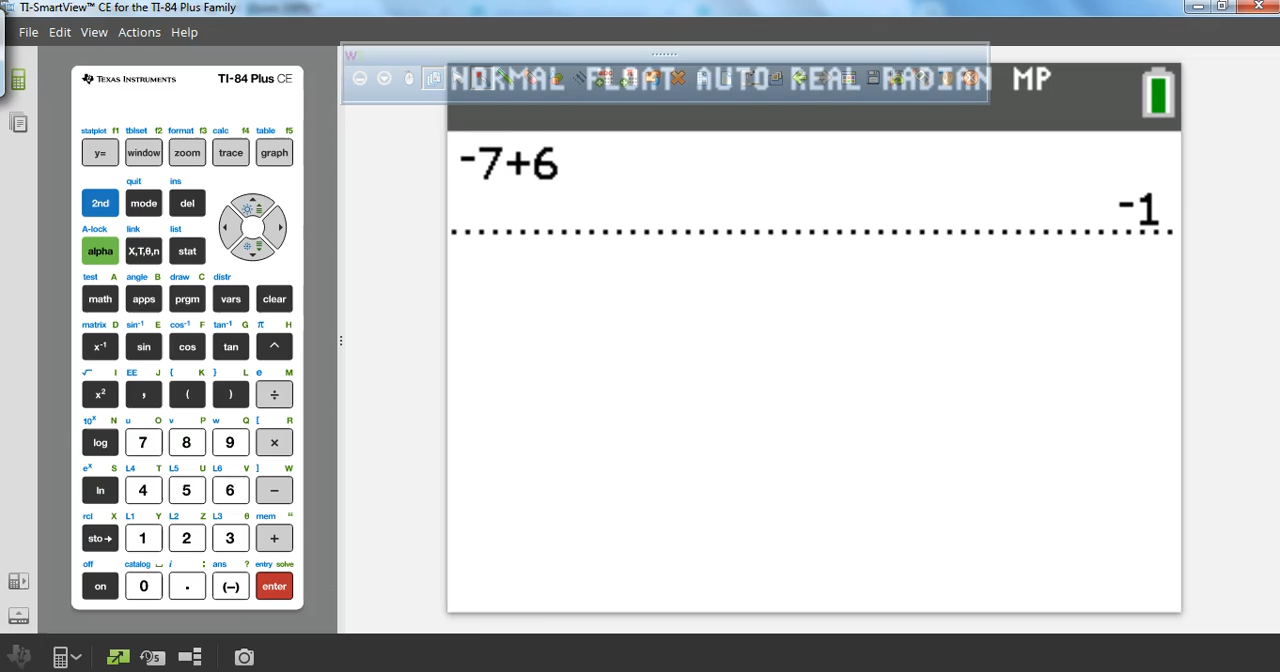 TI-SmartView™ CE for the TI-84 Plus Family
File Edit View Actions Help
TEXAS INSTRUMENTS TI-84 Plus CE
NORMAL FLOAT AUTO REAL RADIAN MP
W
-7+6
-1
statplot f1 tblset f2 format f3 calc f4 table f5
y= window zoom trace graph
quit ins
2nd mode del
A-lock link list
alpha X,T,θ,n stat
test A angle B draw C distr
math apps prgm vars clear
matrix D sin⁻¹ E cos⁻¹ F tan⁻¹ G π H
x⁻¹ sin cos tan ^
√ I EE J { K } L e M
x² , ( ) ÷
10ˣ N u O v P w Q [ R
log 7 8 9 ×
eˣ S L4 T L5 U L6 V ] W
ln 4 5 6 −
rcl X L1 Y L2 Z L3 θ mem "
sto→ 1 2 3 +
off catalog ⎵ i : ans ? entry solve
on 0 . (−) enter